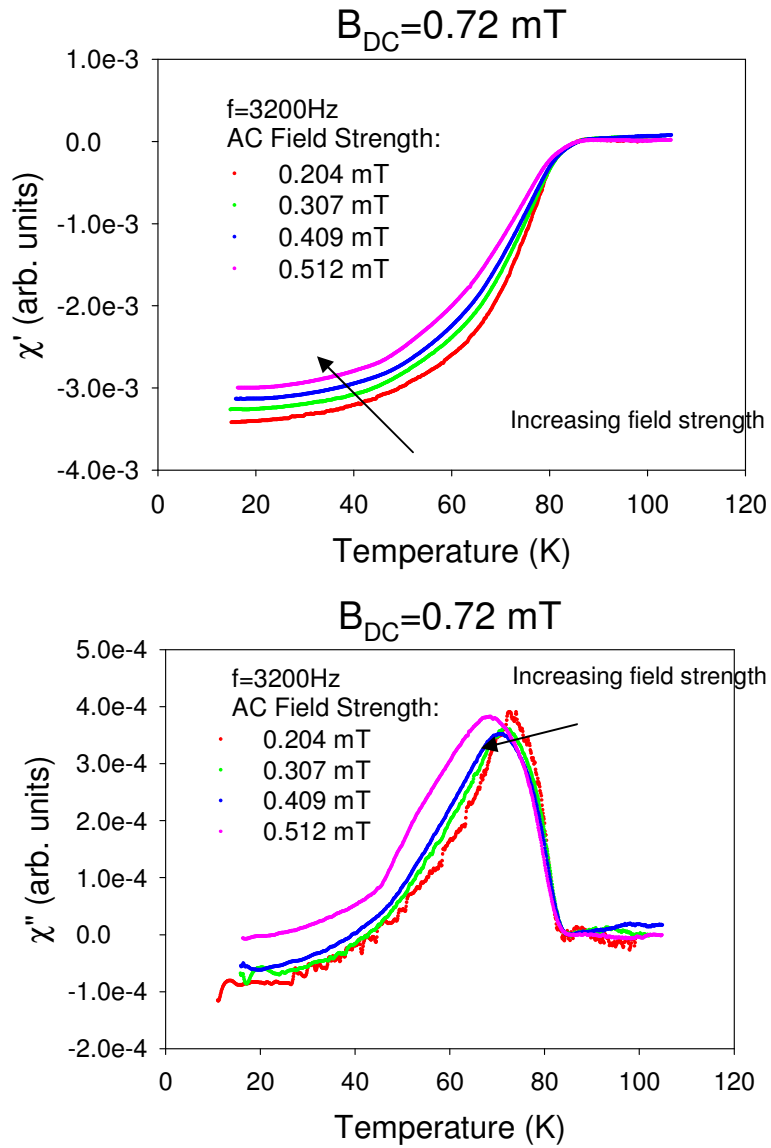 B_DC=0.72 mT
1.0e-3
0.0
-1.0e-3
-2.0e-3
-3.0e-3
-4.0e-3
χ' (arb. units)
f=3200Hz
AC Field Strength:
0.204 mT
0.307 mT
0.409 mT
0.512 mT
Increasing field strength
0 20 40 60 80 100 120
Temperature (K)
B_DC=0.72 mT
5.0e-4
4.0e-4
3.0e-4
2.0e-4
1.0e-4
0.0
-1.0e-4
-2.0e-4
χ" (arb. units)
f=3200Hz
AC Field Strength:
0.204 mT
0.307 mT
0.409 mT
0.512 mT
Increasing field strength
0 20 40 60 80 100 120
Temperature (K)